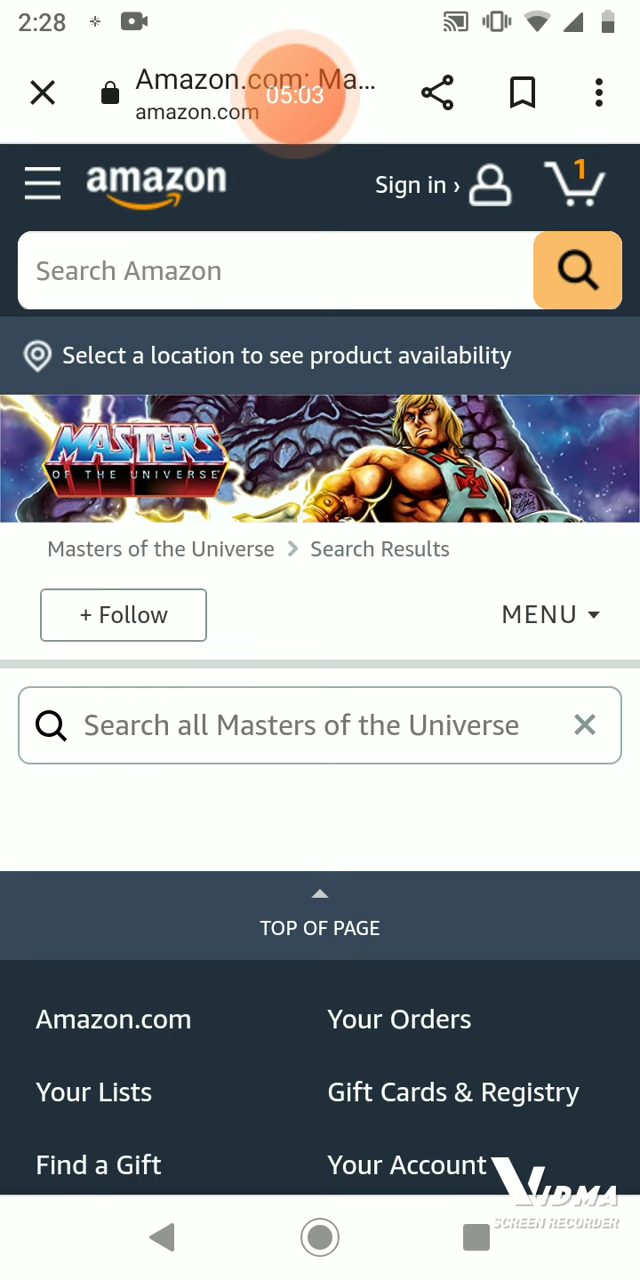 2:28
Amazon.com: Ma...
05:03
amazon.com
amazon
Sign in ›
1
Search Amazon
Select a location to see product availability
MASTERS
OF THE UNIVERSE
Masters of the Universe > Search Results
+ Follow
MENU
Search all Masters of the Universe
TOP OF PAGE
Amazon.com
Your Orders
Your Lists
Gift Cards & Registry
Find a Gift
Your Account
VIDMA
SCREEN RECORDER